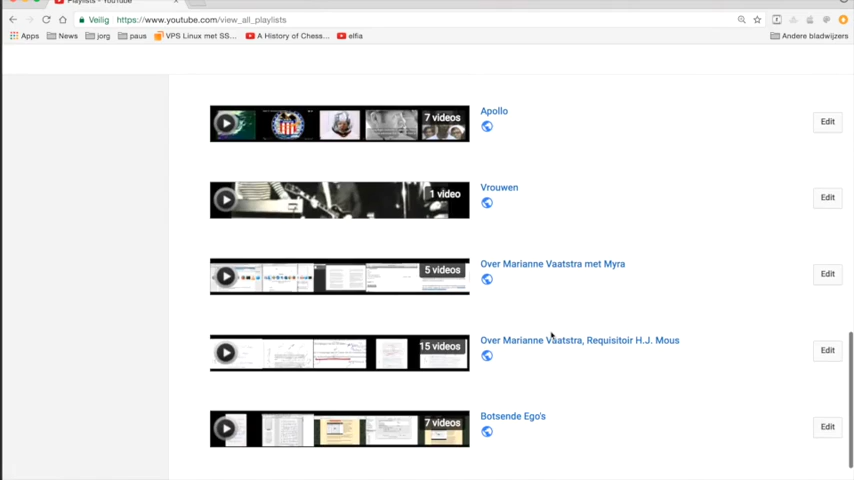 Playlists - YouTube
Veilig https://www.youtube.com/view_all_playlists
Apps News jorg paus VPS Linux met SS... A History of Chess... elfia Andere bladwijzers
7 videos
Apollo
Edit
1 video
Vrouwen
Edit
5 videos
Over Marianne Vaatstra met Myra
Edit
15 videos
Over Marianne Vaatstra, Requisitoir H.J. Mous
Edit
7 videos
Botsende Ego's
Edit